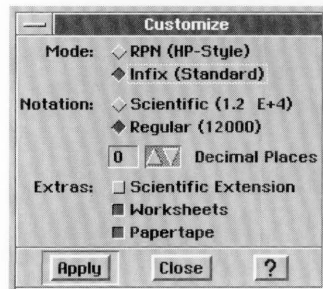 Customize
Mode: RPN (HP-Style)
Infix (Standard)
Notation: Scientific (1.2 E+4)
Regular (12000)
0 Decimal Places
Extras: Scientific Extension
Worksheets
Papertape
Apply Close ?